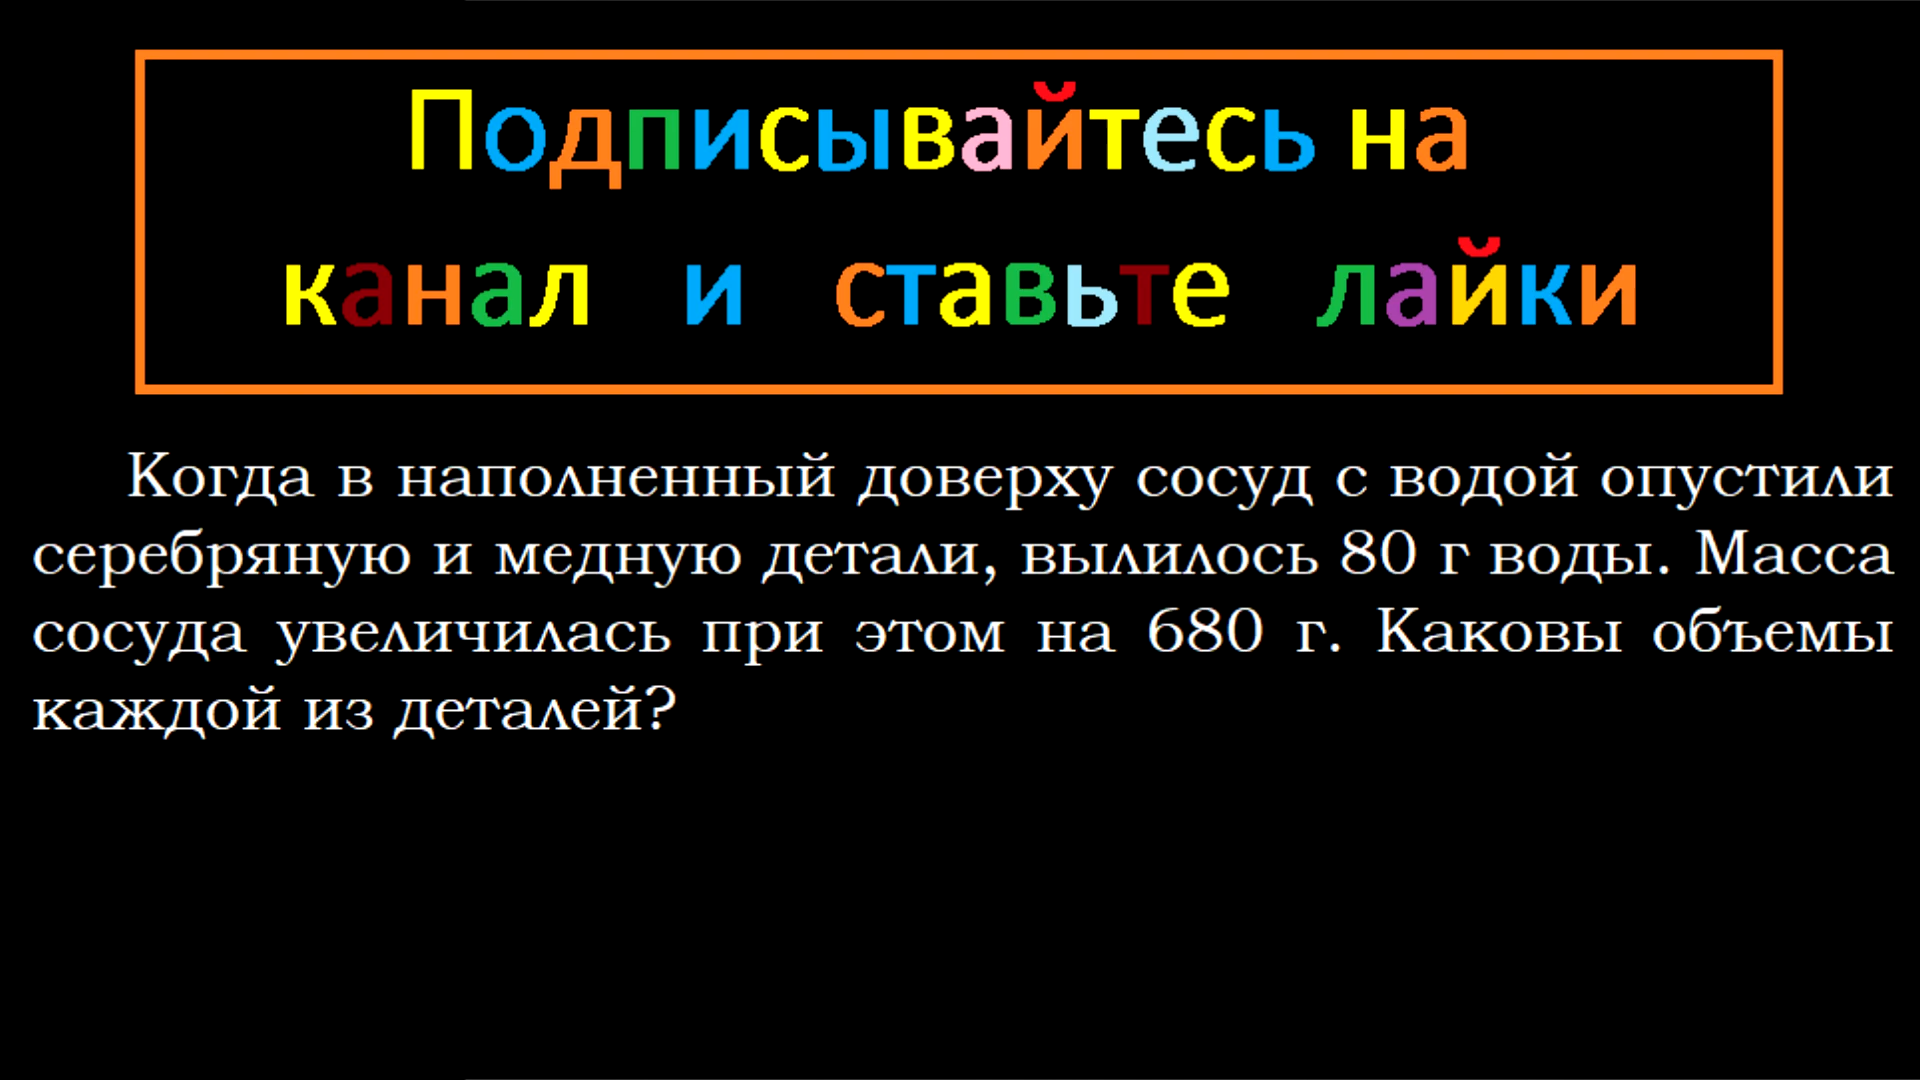 Подписывайтесь на
канал и ставьте лайки
Когда в наполненный доверху сосуд с водой опустили
серебряную и медную детали, вылилось 80 г воды. Масса
сосуда увеличилась при этом на 680 г. Каковы объемы
каждой из деталей?